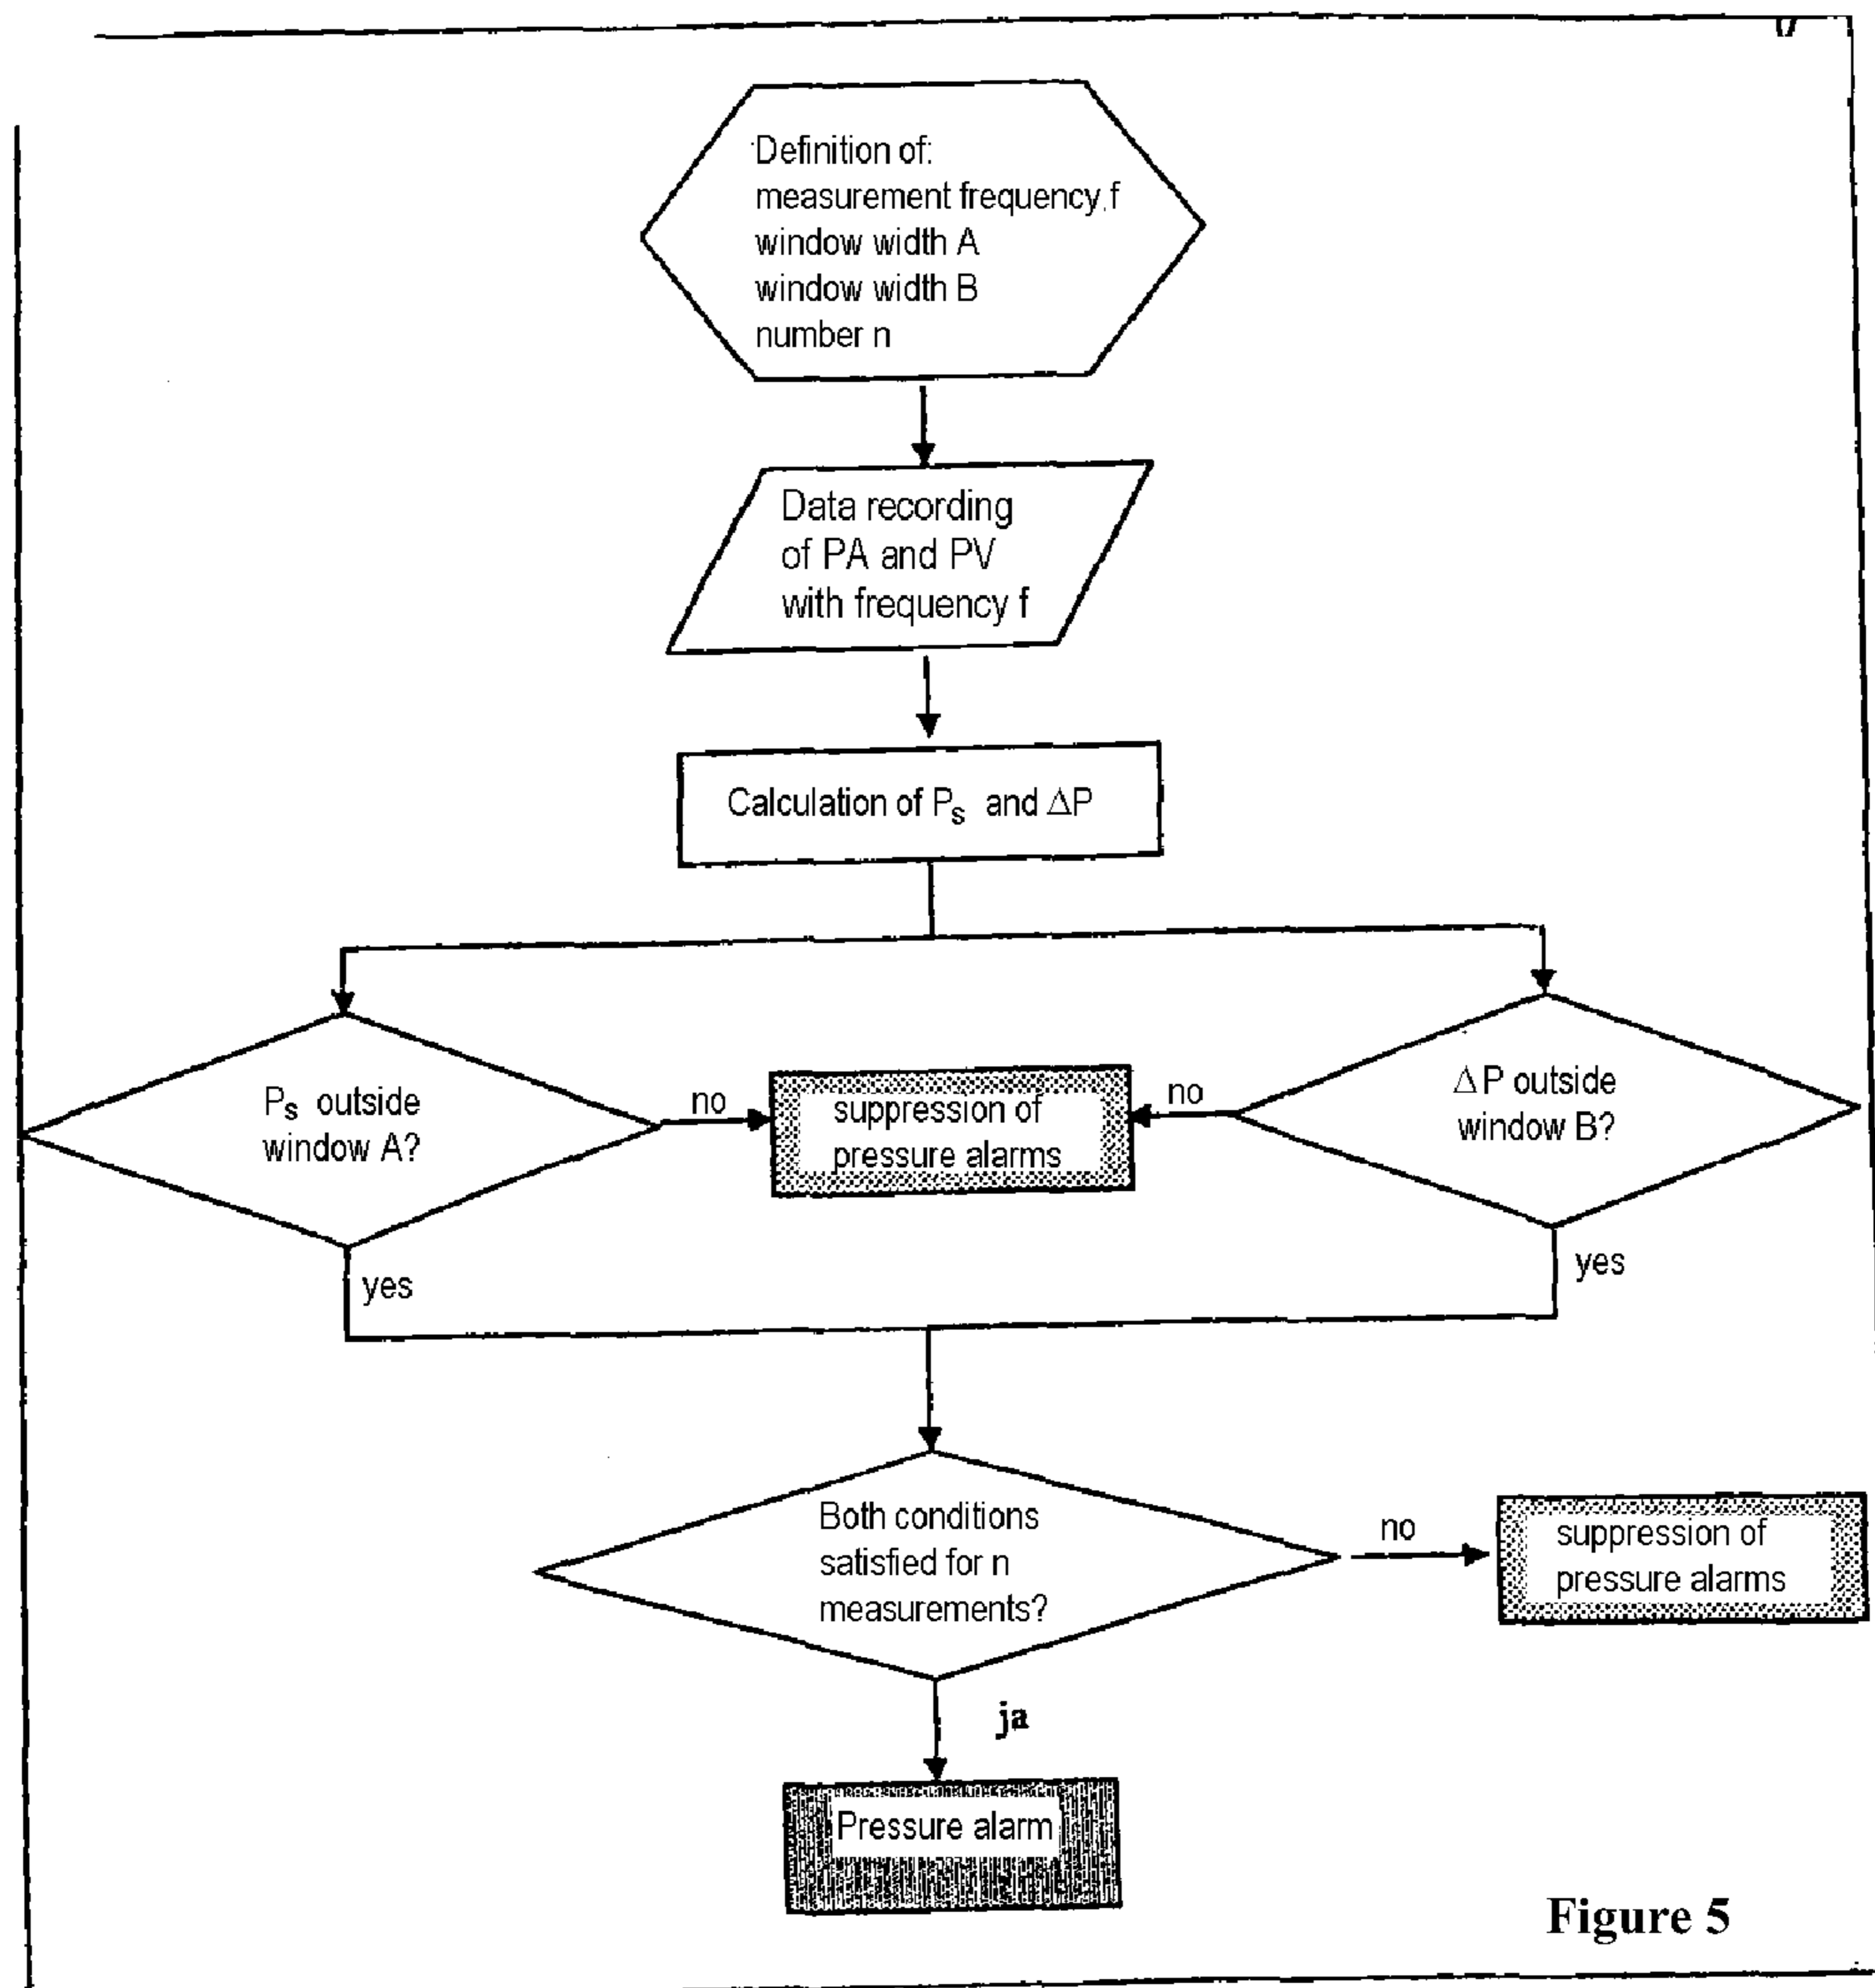 Definition of:
measurement frequency f
window width A
window width B
number n
Data recording
of PA and PV
with frequency f
Calculation of Ps and ΔP
Ps outside
window A?
no
suppression of
pressure alarms
no
ΔP outside
window B?
yes
yes
Both conditions
satisfied for n
measurements?
no
suppression of
pressure alarms
ja
Pressure alarm
Figure 5